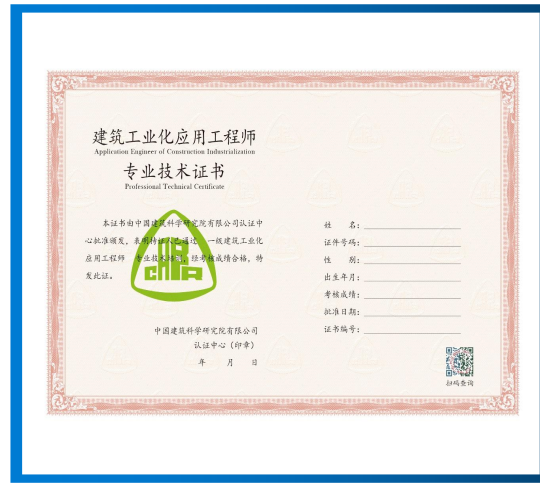 建筑工业化应用工程师
Application Engineer of Construction Industrialization
专业技术证书
Professional Technical Certificate
本证书由中国建筑科学研究院有限公司认证中
心批准颁发，表明持证人已通过 一级建筑工业化
应用工程师 专业技术培训，经考核成绩合格，特
发此证。
中国建筑科学研究院有限公司
认证中心（印章）
年 月 日
姓 名：
证件号码：
性 别：
出生年月：
考核成绩：
批准日期：
证书编号：
扫码查询